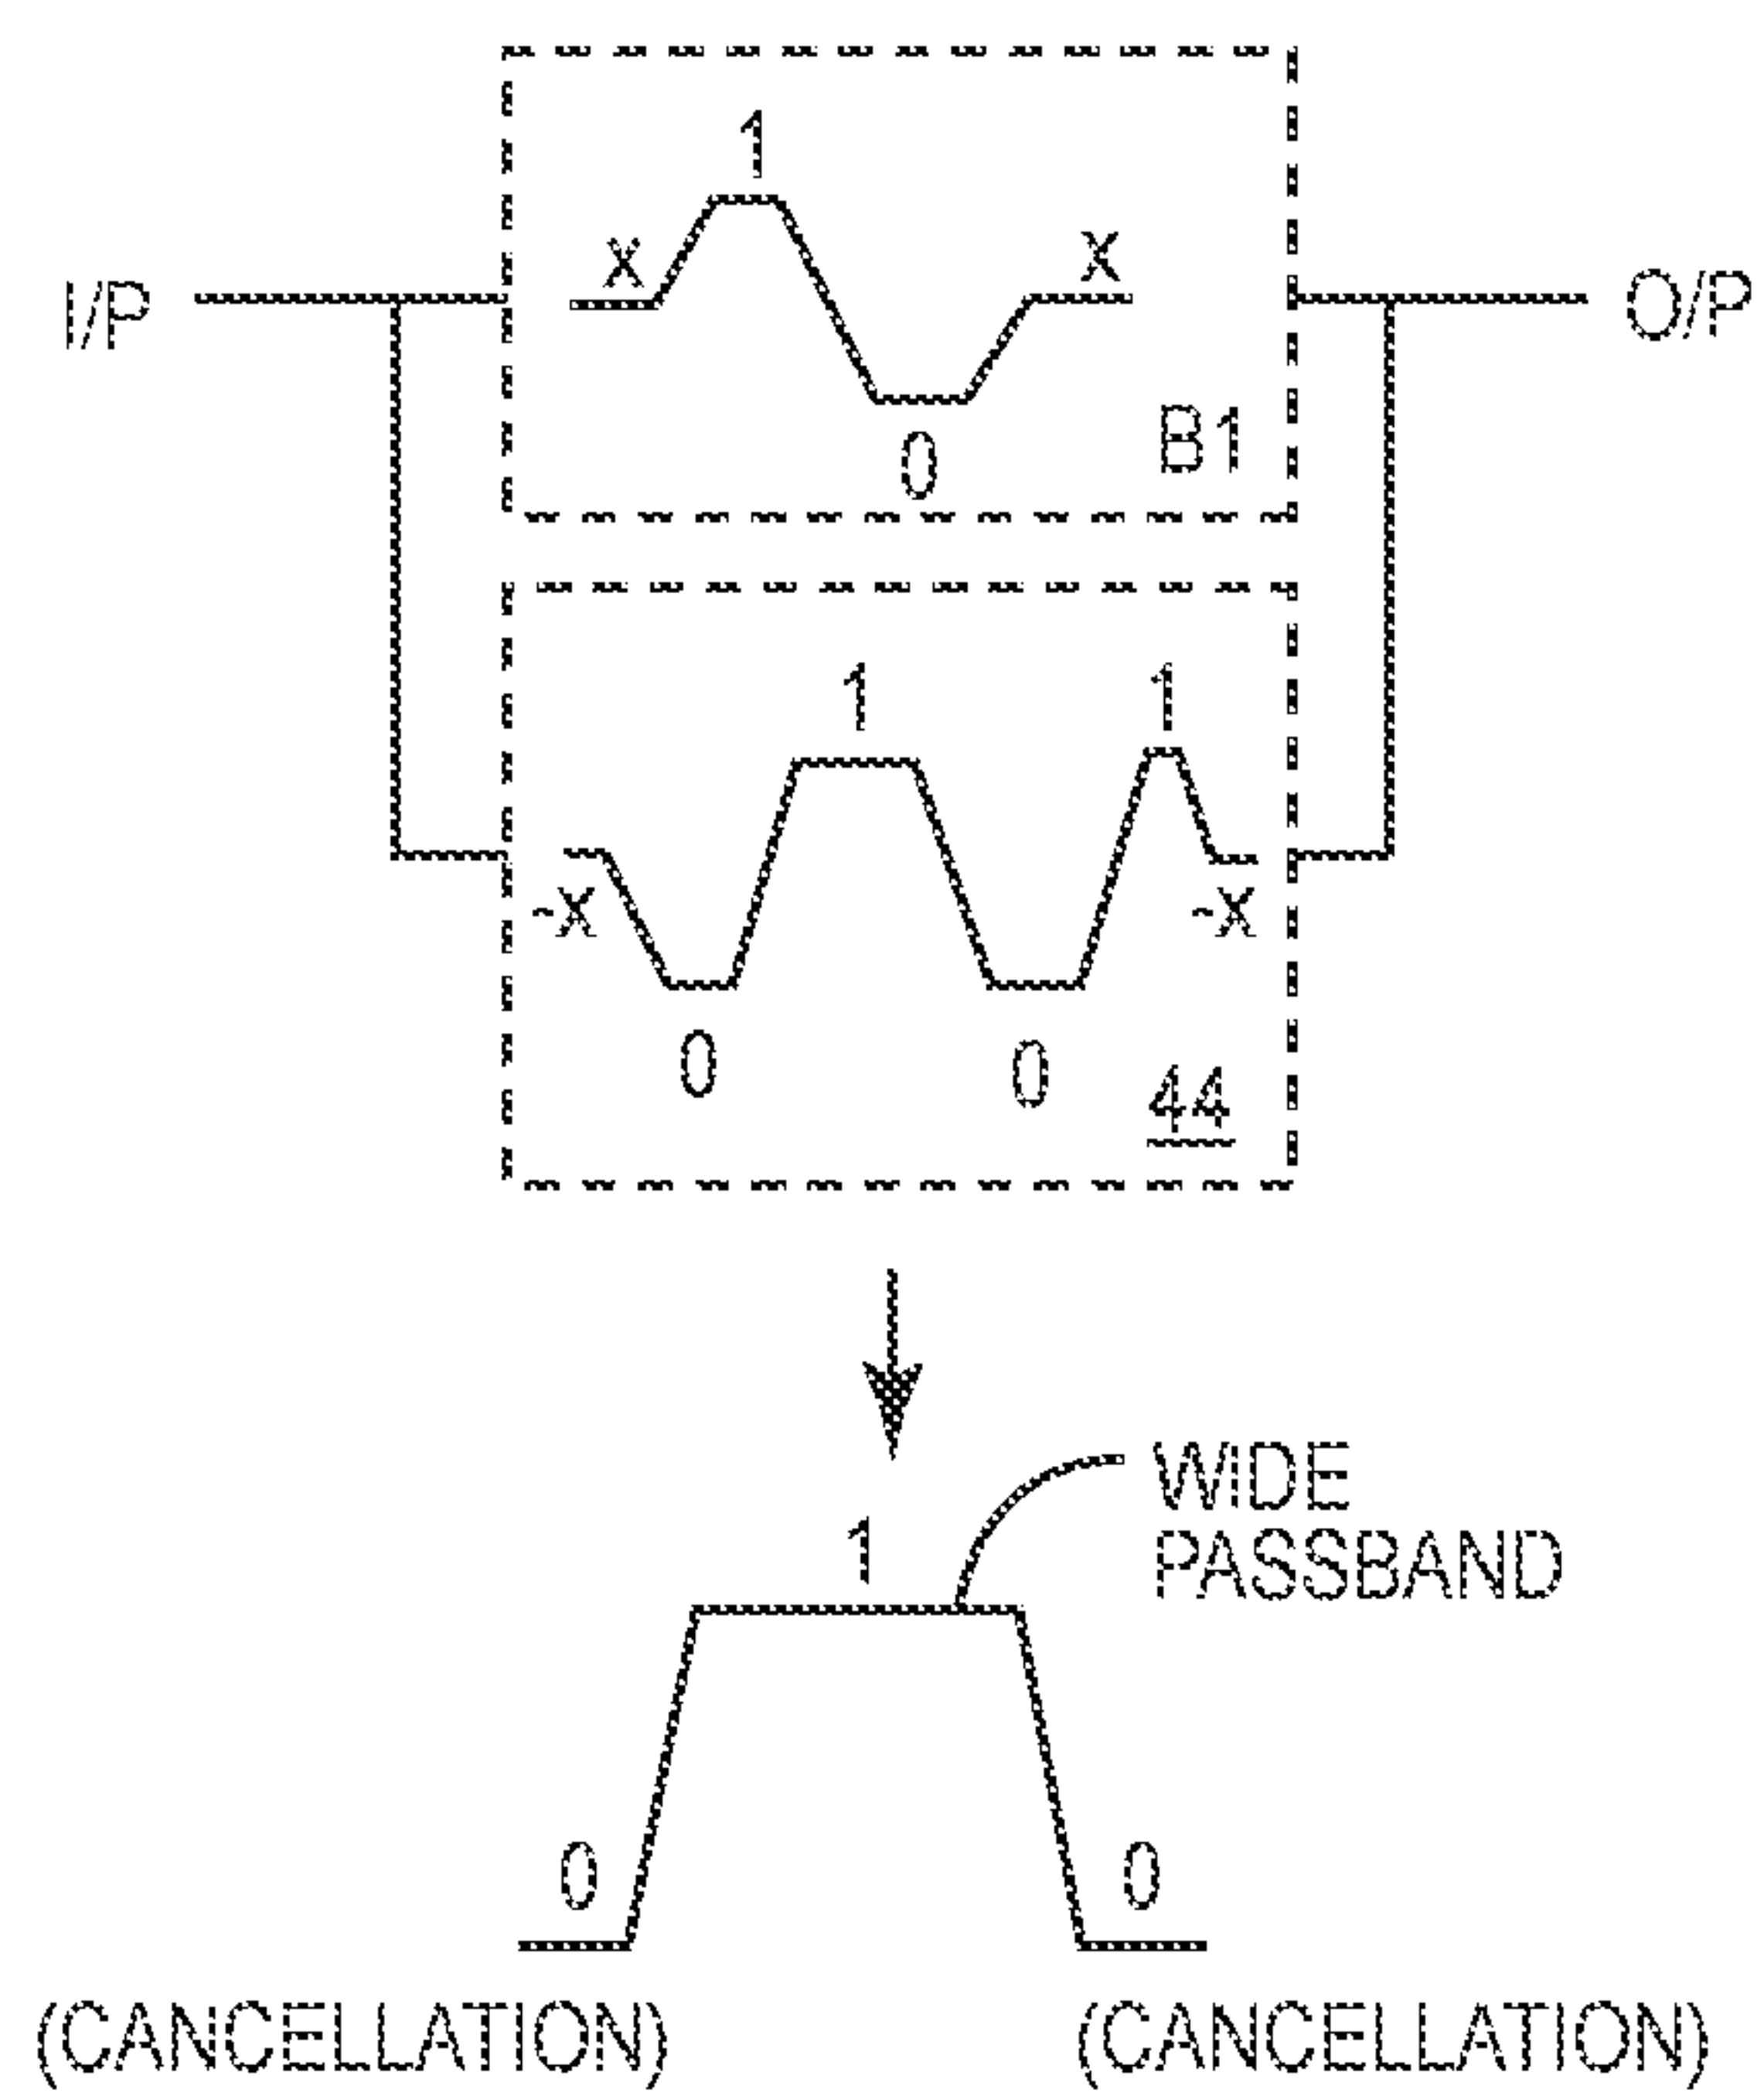 1
X
X
I/P
O/P
0
B1
1
1
-X
-X
0
0
44
WIDE
PASSBAND
1
0
0
(CANCELLATION)
(CANCELLATION)